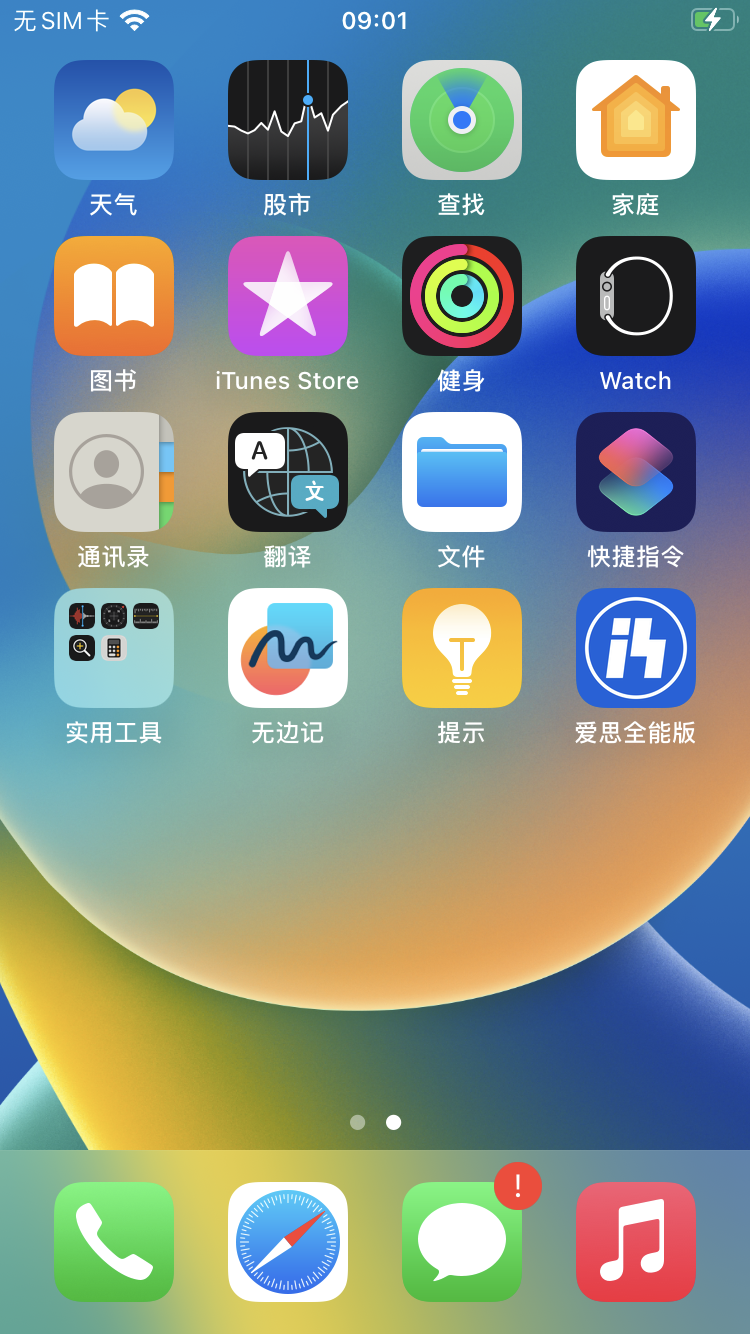 无SIM卡 09:01
天气 股市 查找 家庭
图书 iTunes Store 健身 Watch
A
文
通讯录 翻译 文件 快捷指令
实用工具 无边记 提示 爱思全能版
!